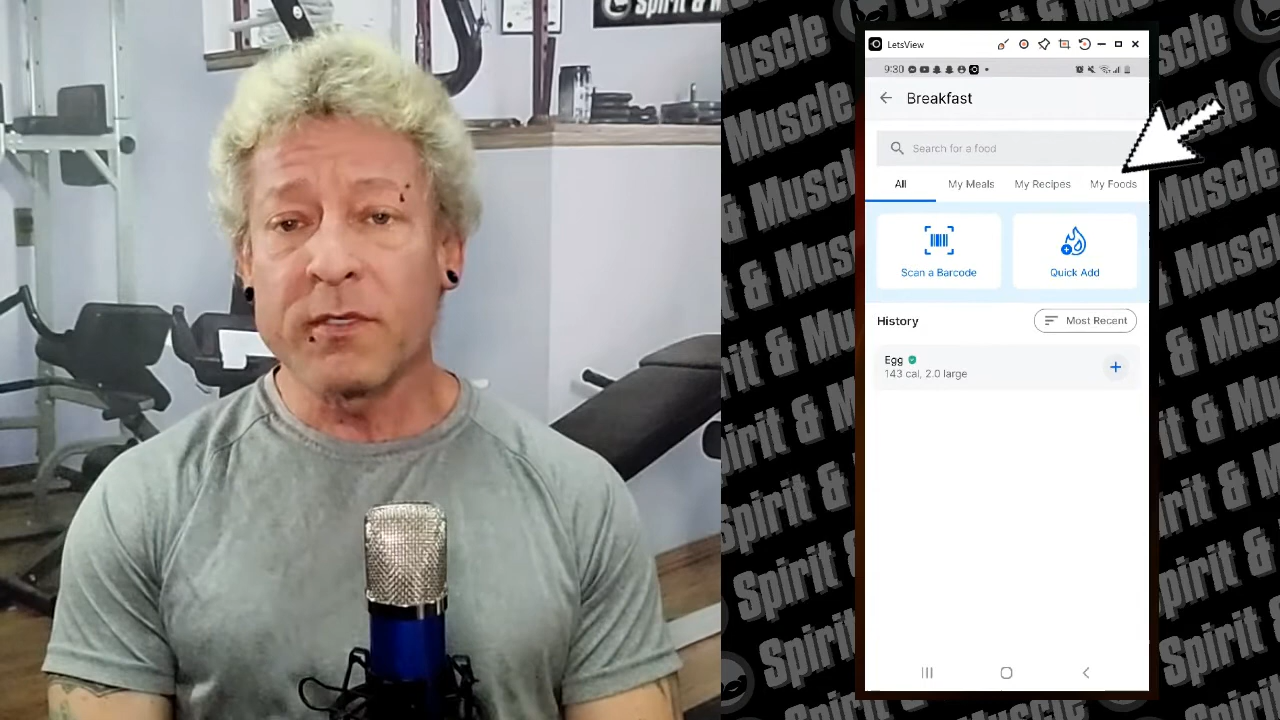 Spirit & M
LetsView
9:30
Breakfast
Search for a food
All
My Meals
My Recipes
My Foods
Scan a Barcode
Quick Add
History
Most Recent
Egg
143 cal, 2.0 large
Spirit & Muscle